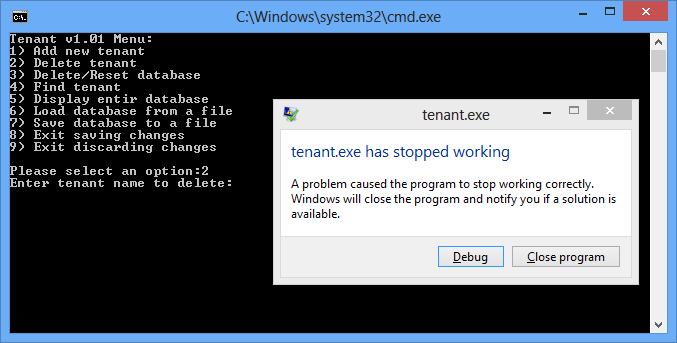 C:\Windows\system32\cmd.exe
Tenant v1.01 Menu:
1) Add new tenant
2) Delete tenant
3) Delete/Reset database
4) Find tenant
5) Display entir database
6) Load database from a file
7) Save database to a file
8) Exit saving changes
9) Exit discarding changes
Please select an option:2
Enter tenant name to delete:
tenant.exe
tenant.exe has stopped working
A problem caused the program to stop working correctly.
Windows will close the program and notify you if a solution is
available.
Debug
Close program